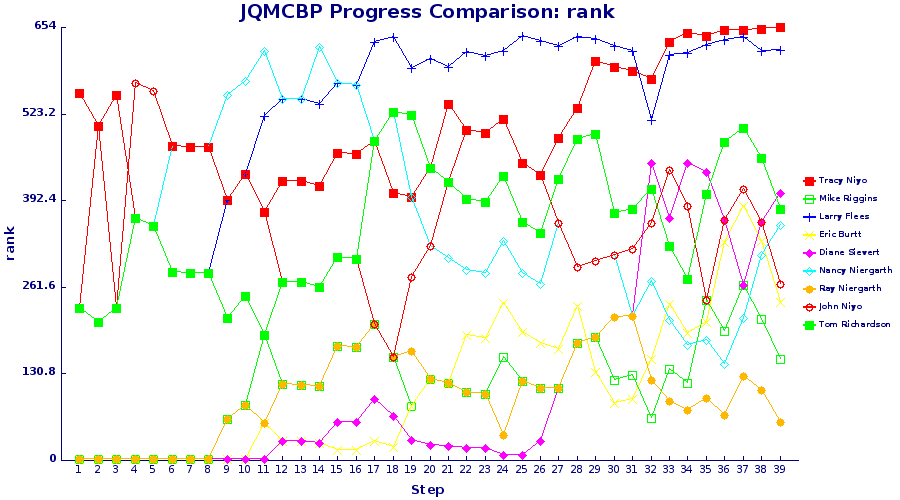 JQMCBP Progress Comparison: rank
654
523.2
392.4
261.6
130.8
0
rank
1 2 3 4 5 6 7 8 9 10 11 12 13 14 15 16 17 18 19 20 21 22 23 24 25 26 27 28 29 30 31 32 33 34 35 36 37 38 39
Step
Tracy Niyo
Mike Riggins
Larry Flees
Eric Burtt
Diane Sievert
Nancy Niergarth
Ray Niergarth
John Niyo
Tom Richardson